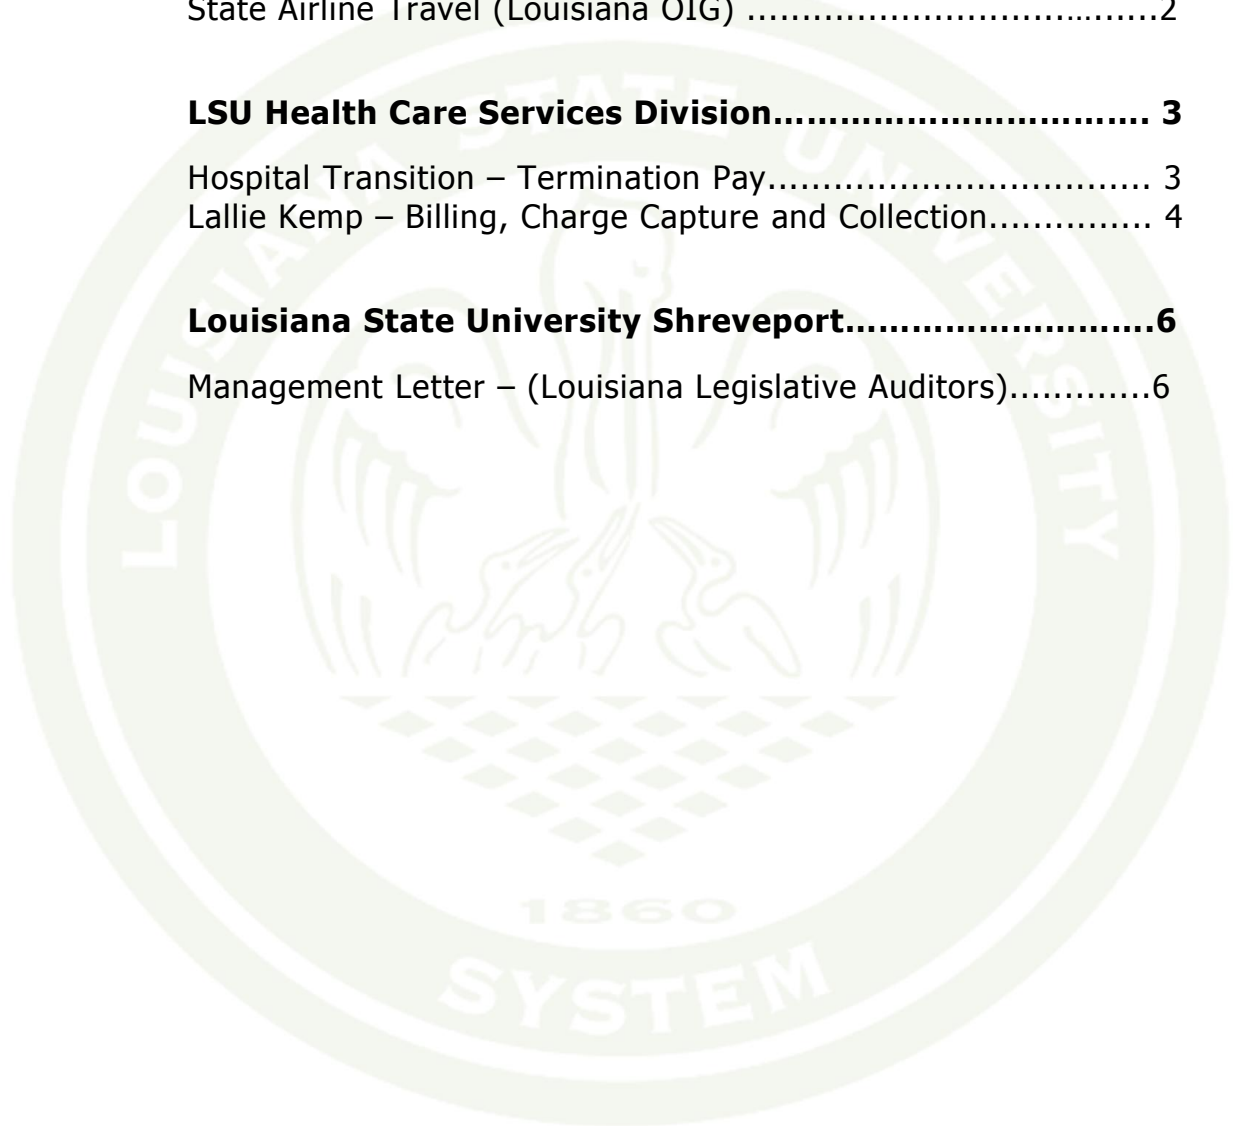 State Airline Travel (Louisiana OIG) ..................................…......2
LSU Health Care Services Division……………………………. 3
Hospital Transition – Termination Pay................................... 3
Lallie Kemp – Billing, Charge Capture and Collection............... 4
Louisiana State University Shreveport……………………….6
Management Letter – (Louisiana Legislative Auditors).............6
LOUISIANA STATE UNIVERSITY
1860
SYSTEM